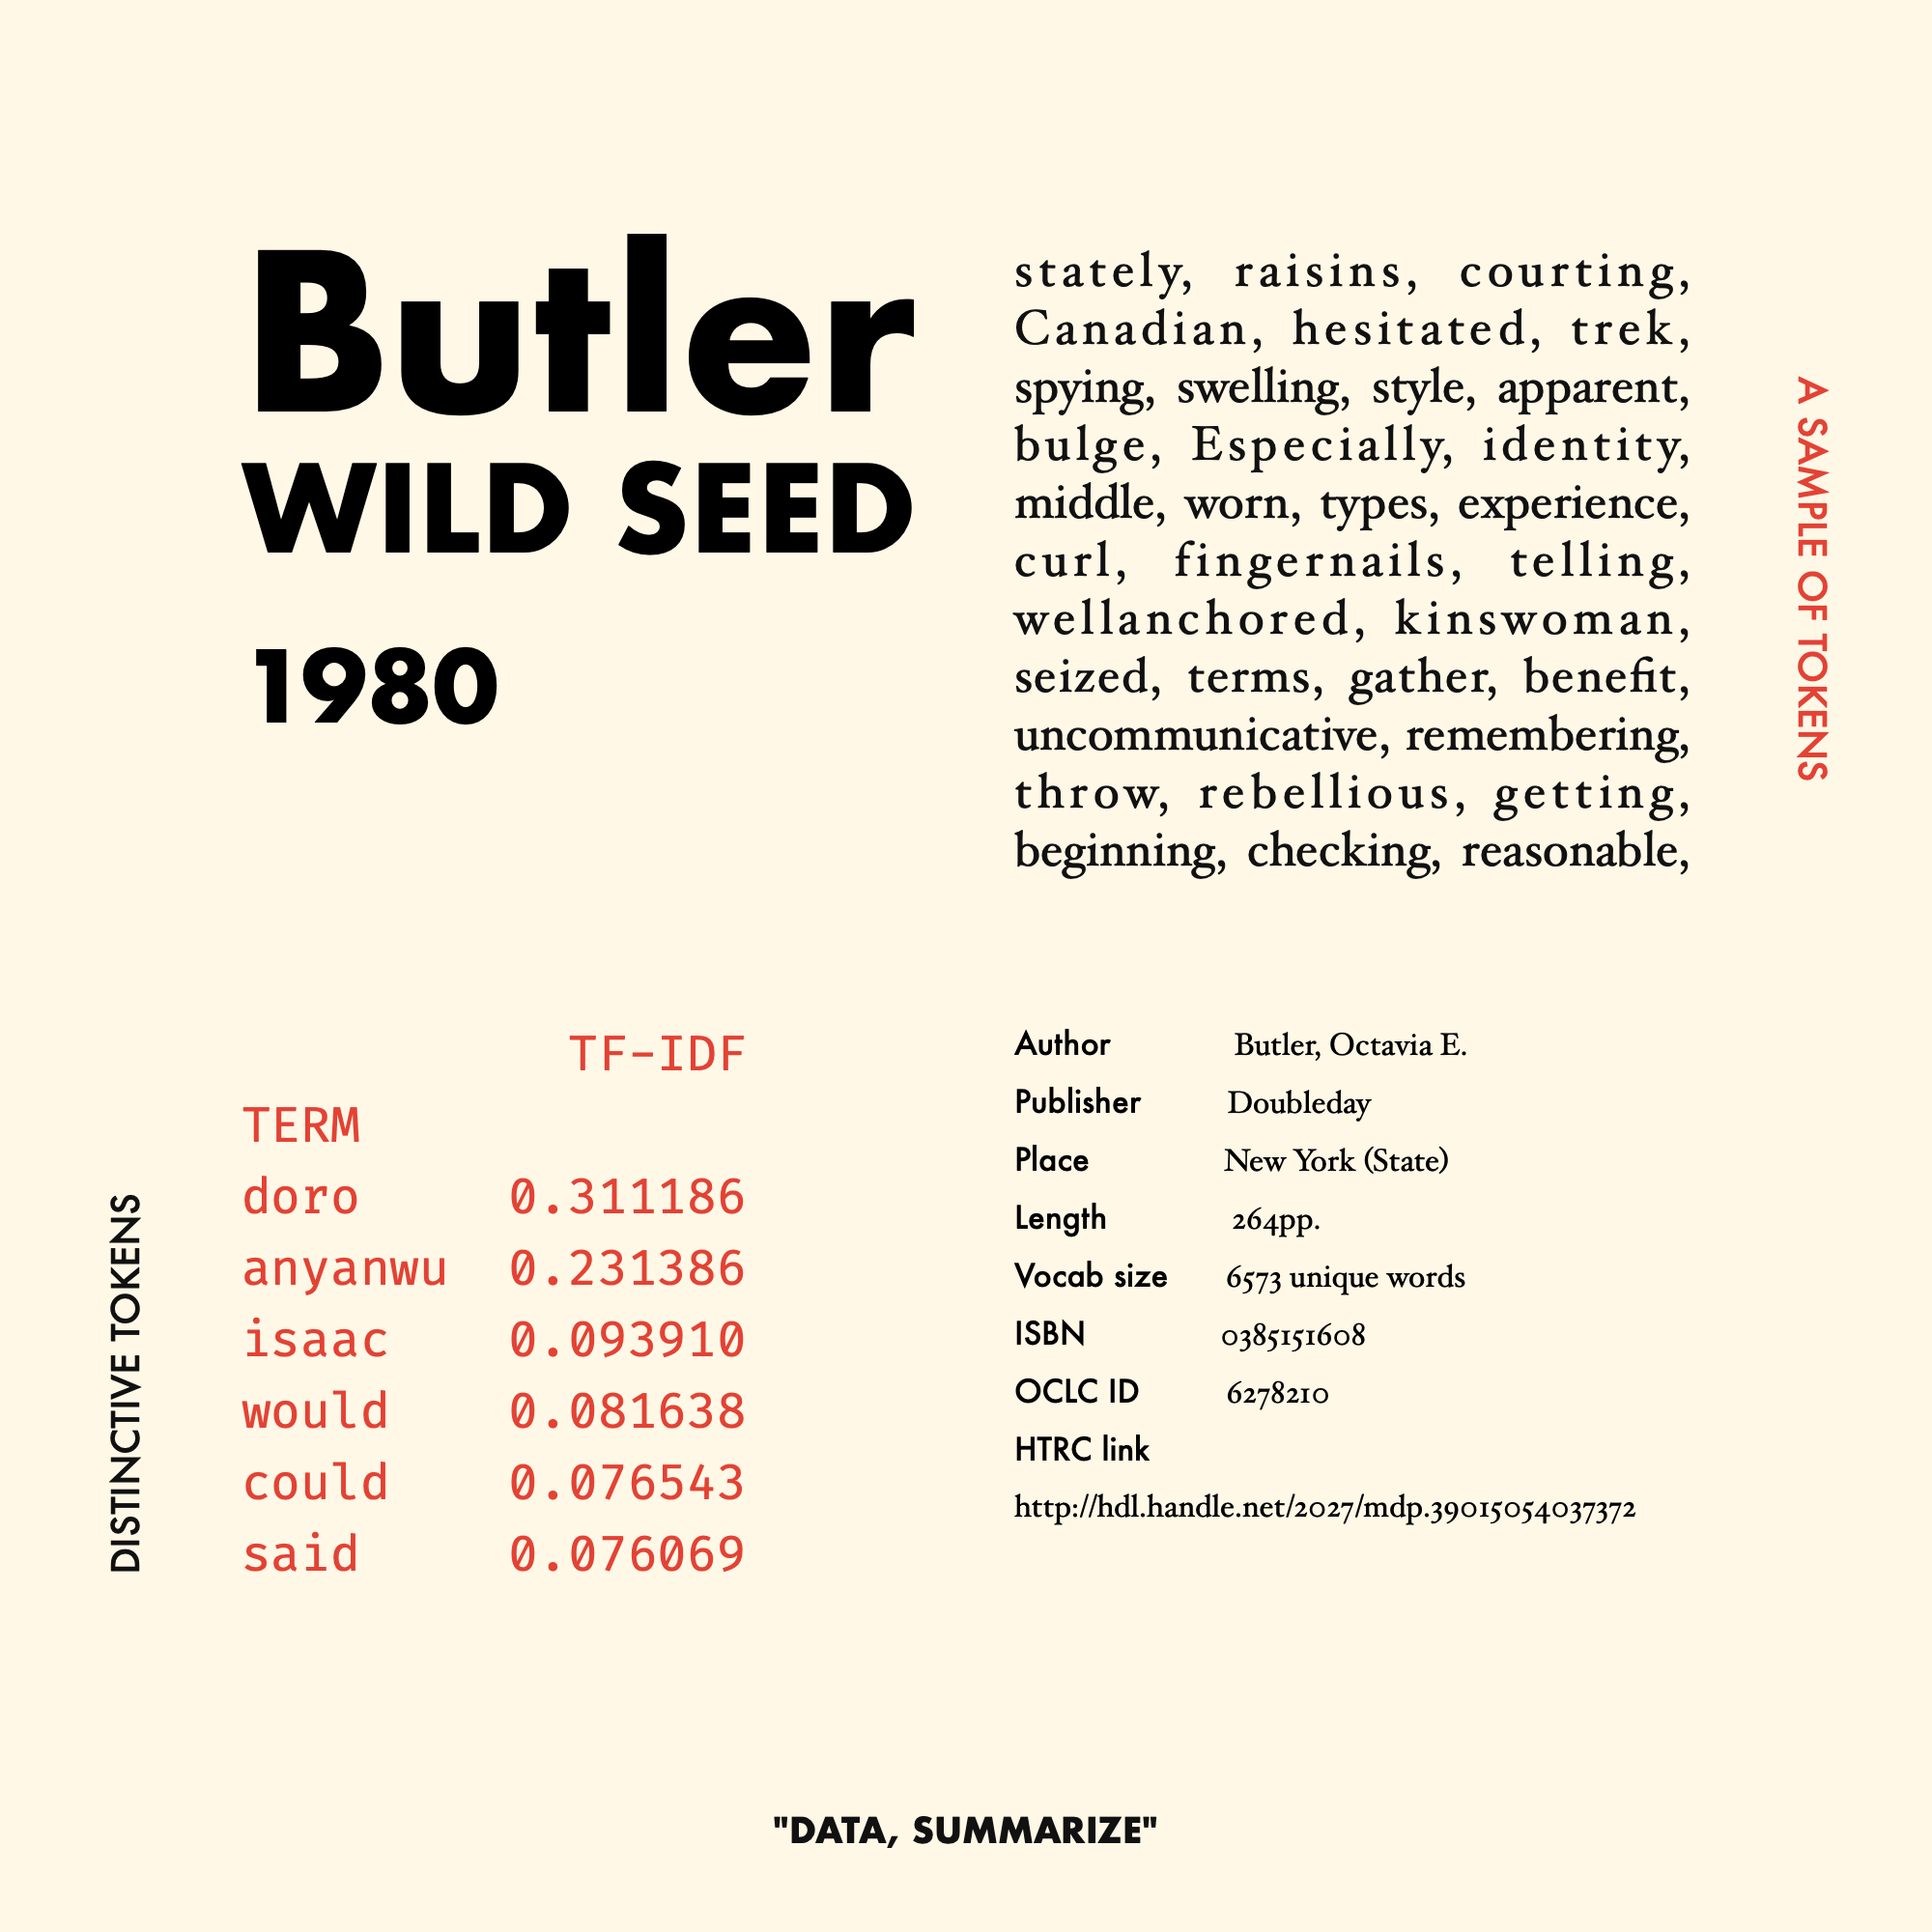 Butler
WILD SEED
1980
stately, raisins, courting,
Canadian, hesitated, trek,
spying, swelling, style, apparent,
bulge, Especially, identity,
middle, worn, types, experience,
curl, fingernails, telling,
wellanchored, kinswoman,
seized, terms, gather, benefit,
uncommunicative, remembering,
throw, rebellious, getting,
beginning, checking, reasonable,
A SAMPLE OF TOKENS
DISTINCTIVE TOKENS
TF-IDF
TERM
doro 0.311186
anyanwu 0.231386
isaac 0.093910
would 0.081638
could 0.076543
said 0.076069
Author Butler, Octavia E.
Publisher Doubleday
Place New York (State)
Length 264pp.
Vocab size 6573 unique words
ISBN 0385151608
OCLC ID 6278210
HTRC link
http://hdl.handle.net/2027/mdp.39015054037372
"DATA, SUMMARIZE"